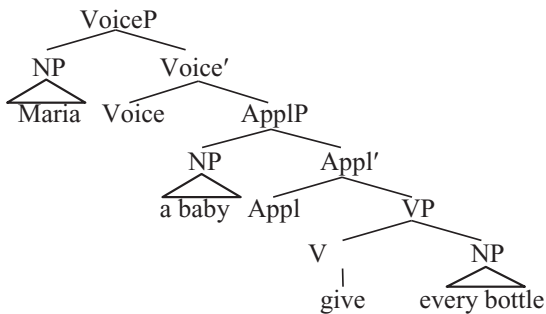 VoiceP
NP Voice′
Maria Voice ApplP
NP Appl′
a baby Appl VP
V NP
give every bottle